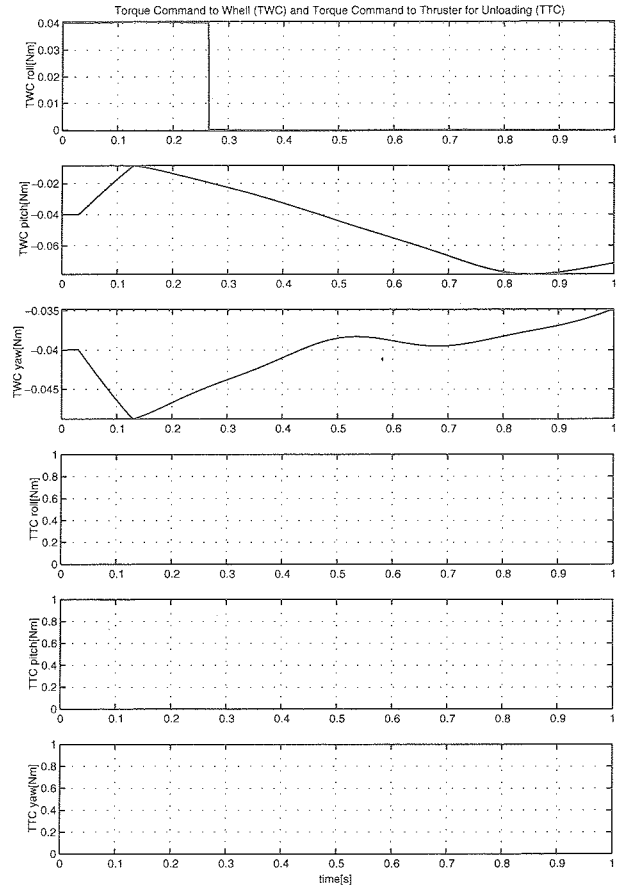 Torque Command to Whell (TWC) and Torque Command to Thruster for Unloading (TTC)
TWC roll[Nm]
0.04
0.03
0.02
0.01
0
0 0.1 0.2 0.3 0.4 0.5 0.6 0.7 0.8 0.9 1
TWC pitch[Nm]
-0.02
-0.04
-0.06
0 0.1 0.2 0.3 0.4 0.5 0.6 0.7 0.8 0.9 1
TWC yaw[Nm]
-0.035
-0.04
-0.045
0 0.1 0.2 0.3 0.4 0.5 0.6 0.7 0.8 0.9 1
TTC roll[Nm]
1
0.8
0.6
0.4
0.2
0
0 0.1 0.2 0.3 0.4 0.5 0.6 0.7 0.8 0.9 1
TTC pitch[Nm]
1
0.8
0.6
0.4
0.2
0
0 0.1 0.2 0.3 0.4 0.5 0.6 0.7 0.8 0.9 1
TTC yaw[Nm]
1
0.8
0.6
0.4
0.2
0
0 0.1 0.2 0.3 0.4 0.5 0.6 0.7 0.8 0.9 1
time[s]